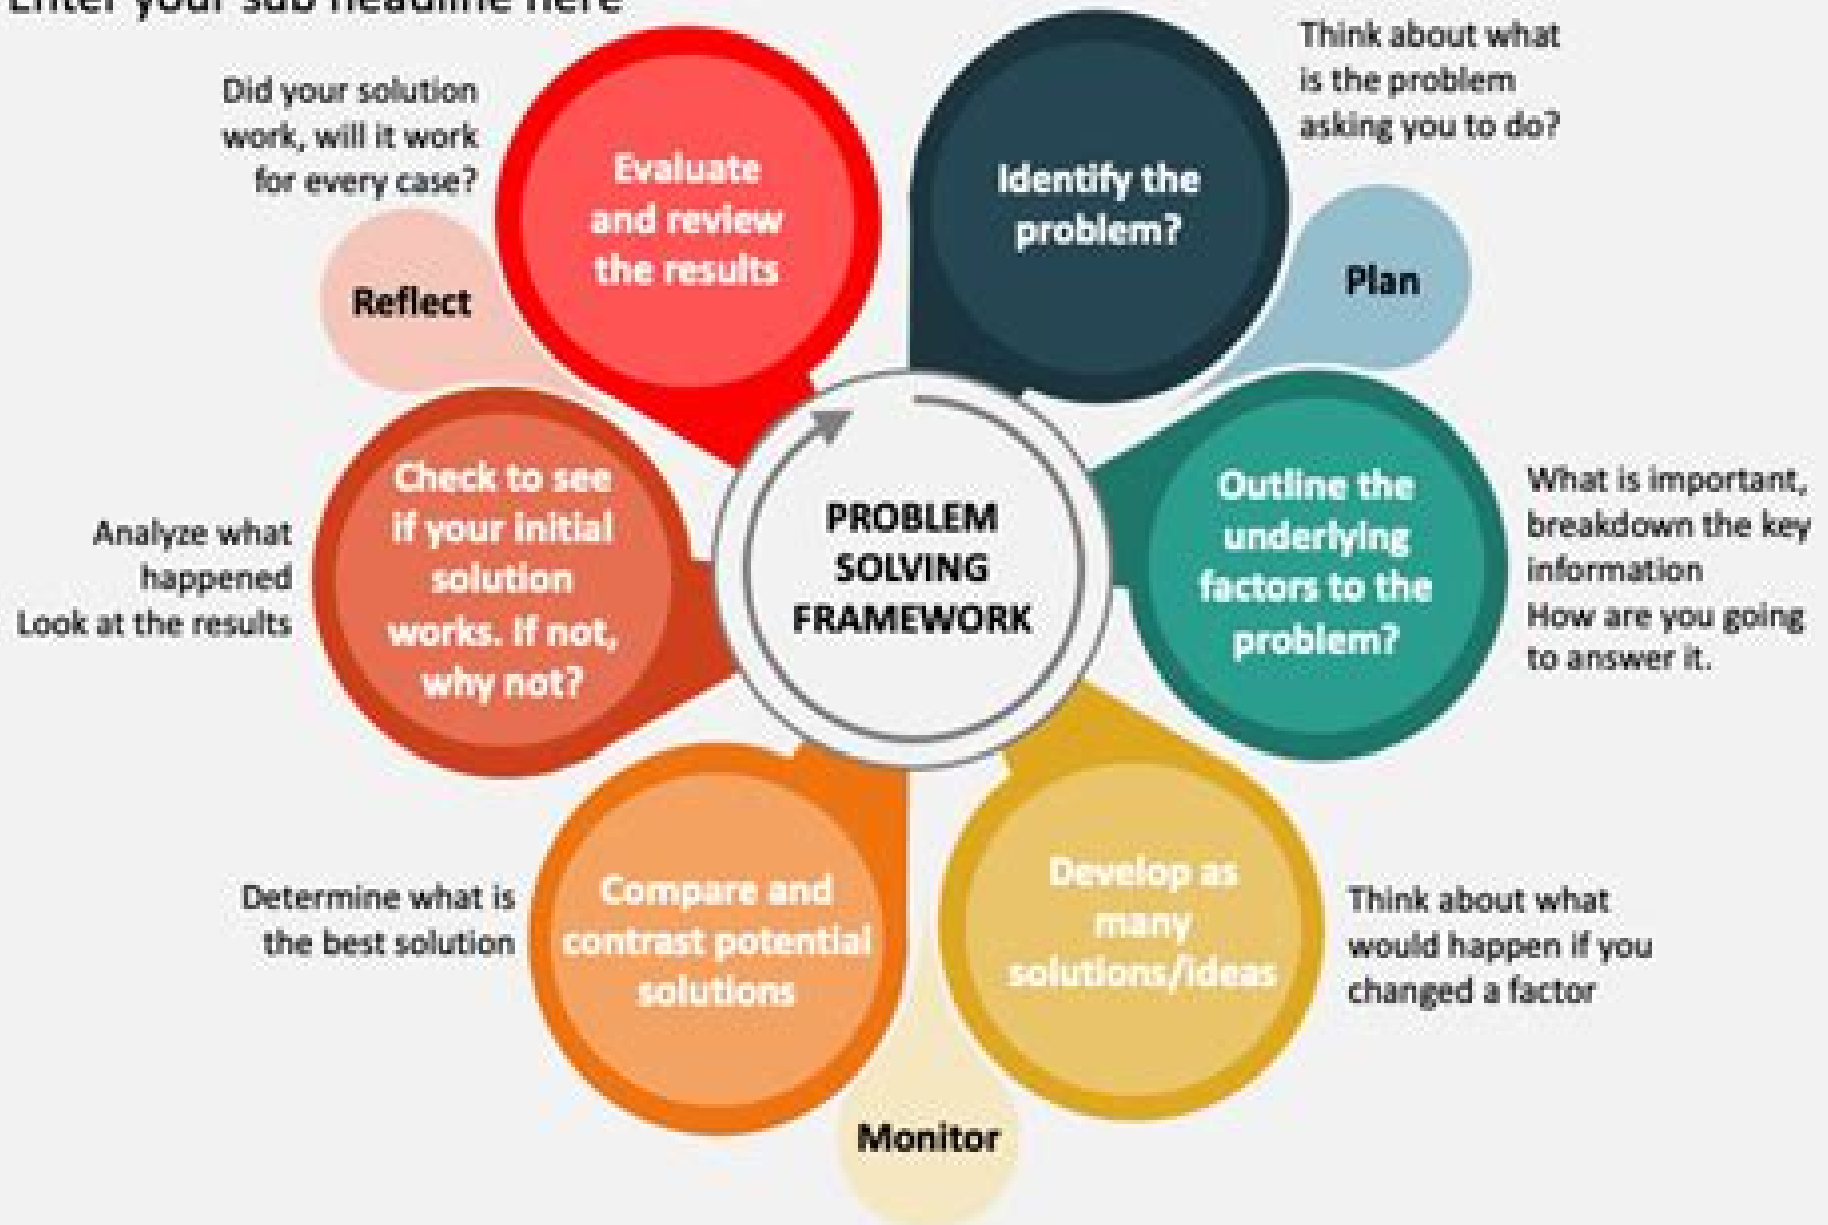 Enter your sub headline here
Think about what
is the problem
asking you to do?
Identify the
problem?
Plan
Outline the
underlying
factors to the
problem?
What is important,
breakdown the key
information
How are you going
to answer it.
Develop as
many
solutions/ideas
Think about what
would happen if you
changed a factor
Monitor
Compare and
contrast potential
solutions
Determine what is
the best solution
Check to see
if your initial
solution
works. If not,
why not?
Analyze what
happened
Look at the results
Reflect
Evaluate
and review
the results
Did your solution
work, will it work
for every case?
PROBLEM
SOLVING
FRAMEWORK